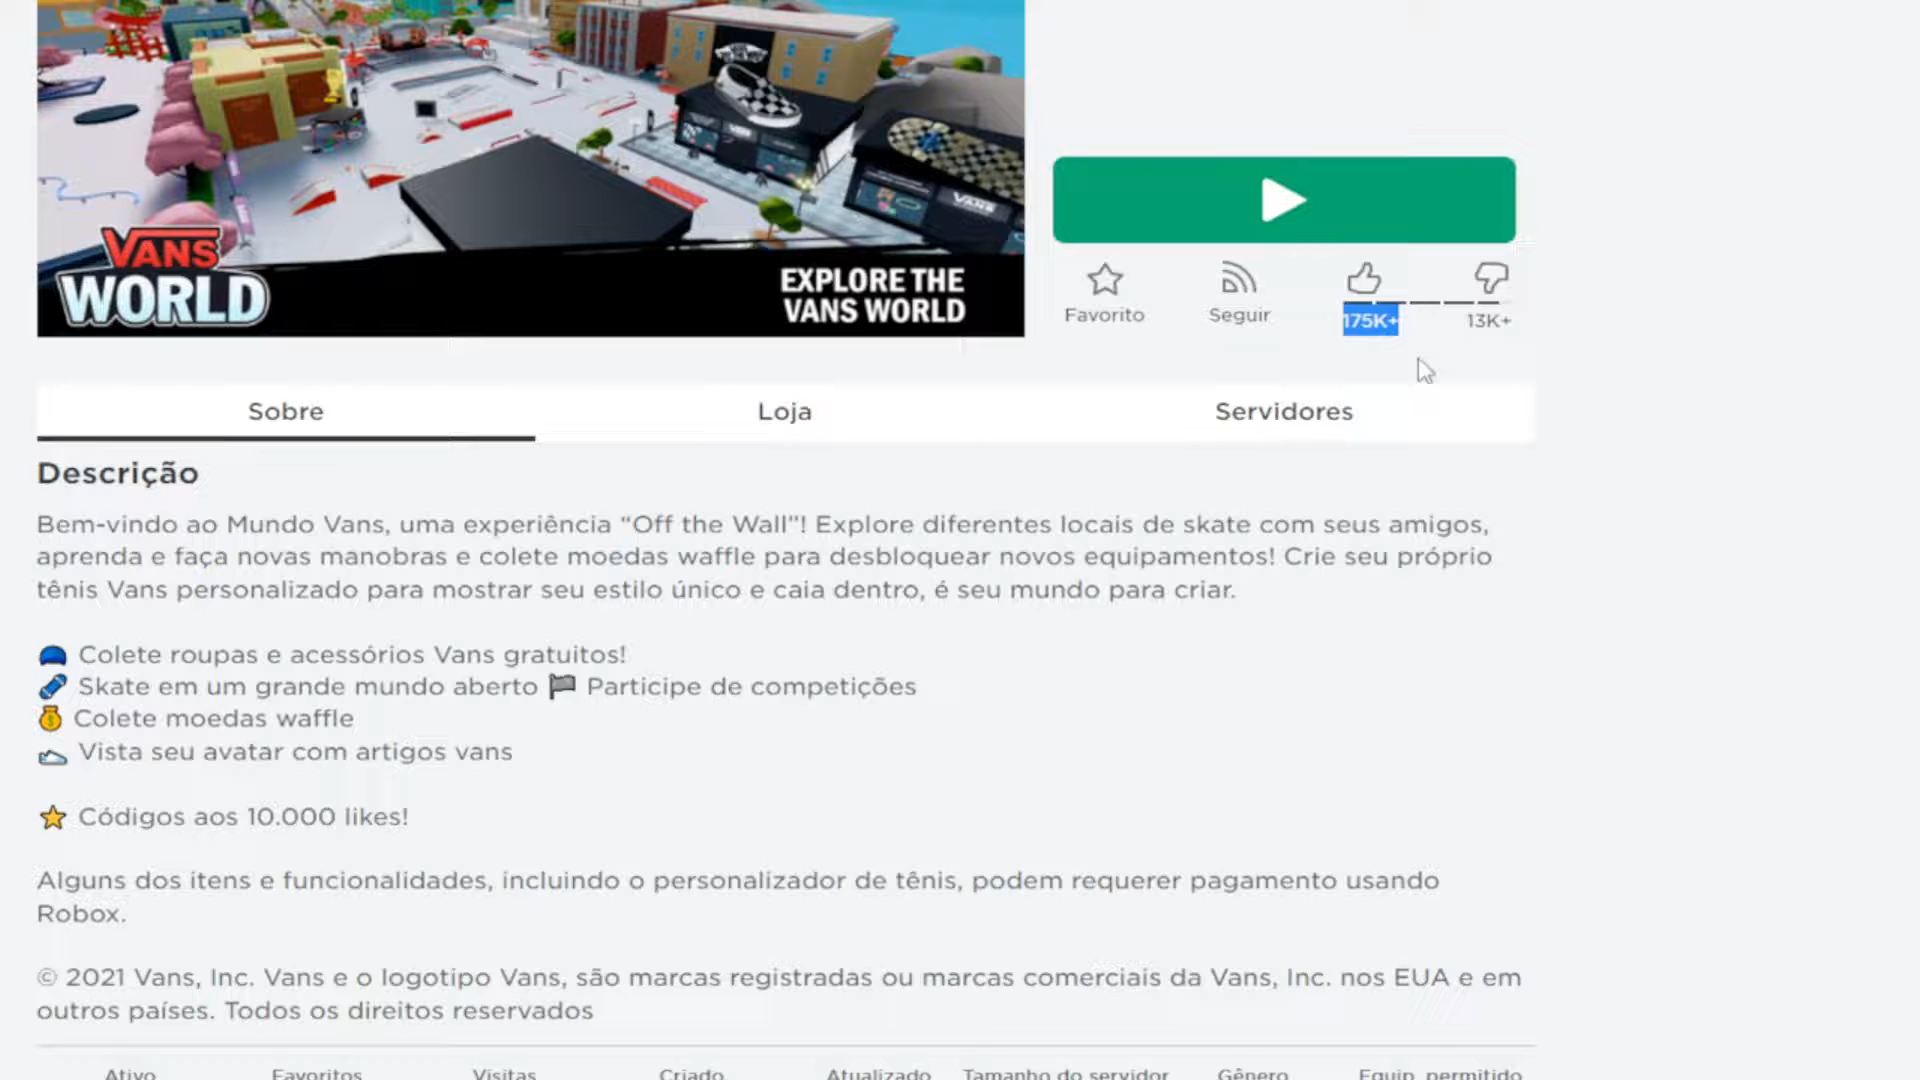 VANS
VANS
VANS
WORLD
EXPLORE THE
VANS WORLD
Favorito
Seguir
175K+
13K+
Sobre
Loja
Servidores
Descrição
Bem-vindo ao Mundo Vans, uma experiência “Off the Wall”! Explore diferentes locais de skate com seus amigos,
aprenda e faça novas manobras e colete moedas waffle para desbloquear novos equipamentos! Crie seu próprio
tênis Vans personalizado para mostrar seu estilo único e caia dentro, é seu mundo para criar.
Colete roupas e acessórios Vans gratuitos!
Skate em um grande mundo aberto Participe de competições
Colete moedas waffle
Vista seu avatar com artigos vans
Códigos aos 10.000 likes!
Alguns dos itens e funcionalidades, incluindo o personalizador de tênis, podem requerer pagamento usando
Robox.
© 2021 Vans, Inc. Vans e o logotipo Vans, são marcas registradas ou marcas comerciais da Vans, Inc. nos EUA e em
outros países. Todos os direitos reservados
Ativo
Favoritos
Visitas
Criado
Atualizado
Tamanho do servidor
Gênero
Equip. permitido